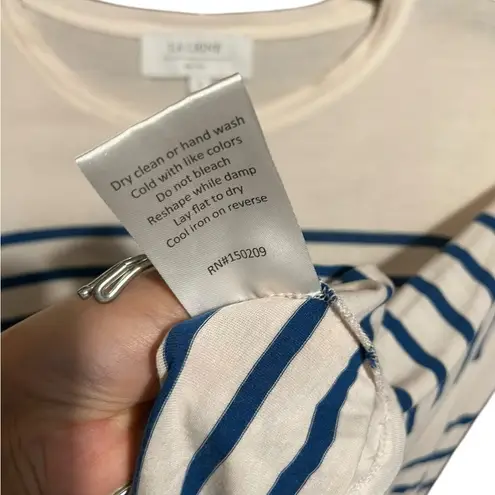 Dry clean or hand wash
Cold with like colors
Do not bleach
Reshape while damp
Lay flat to dry
Cool iron on reverse
RN#150209